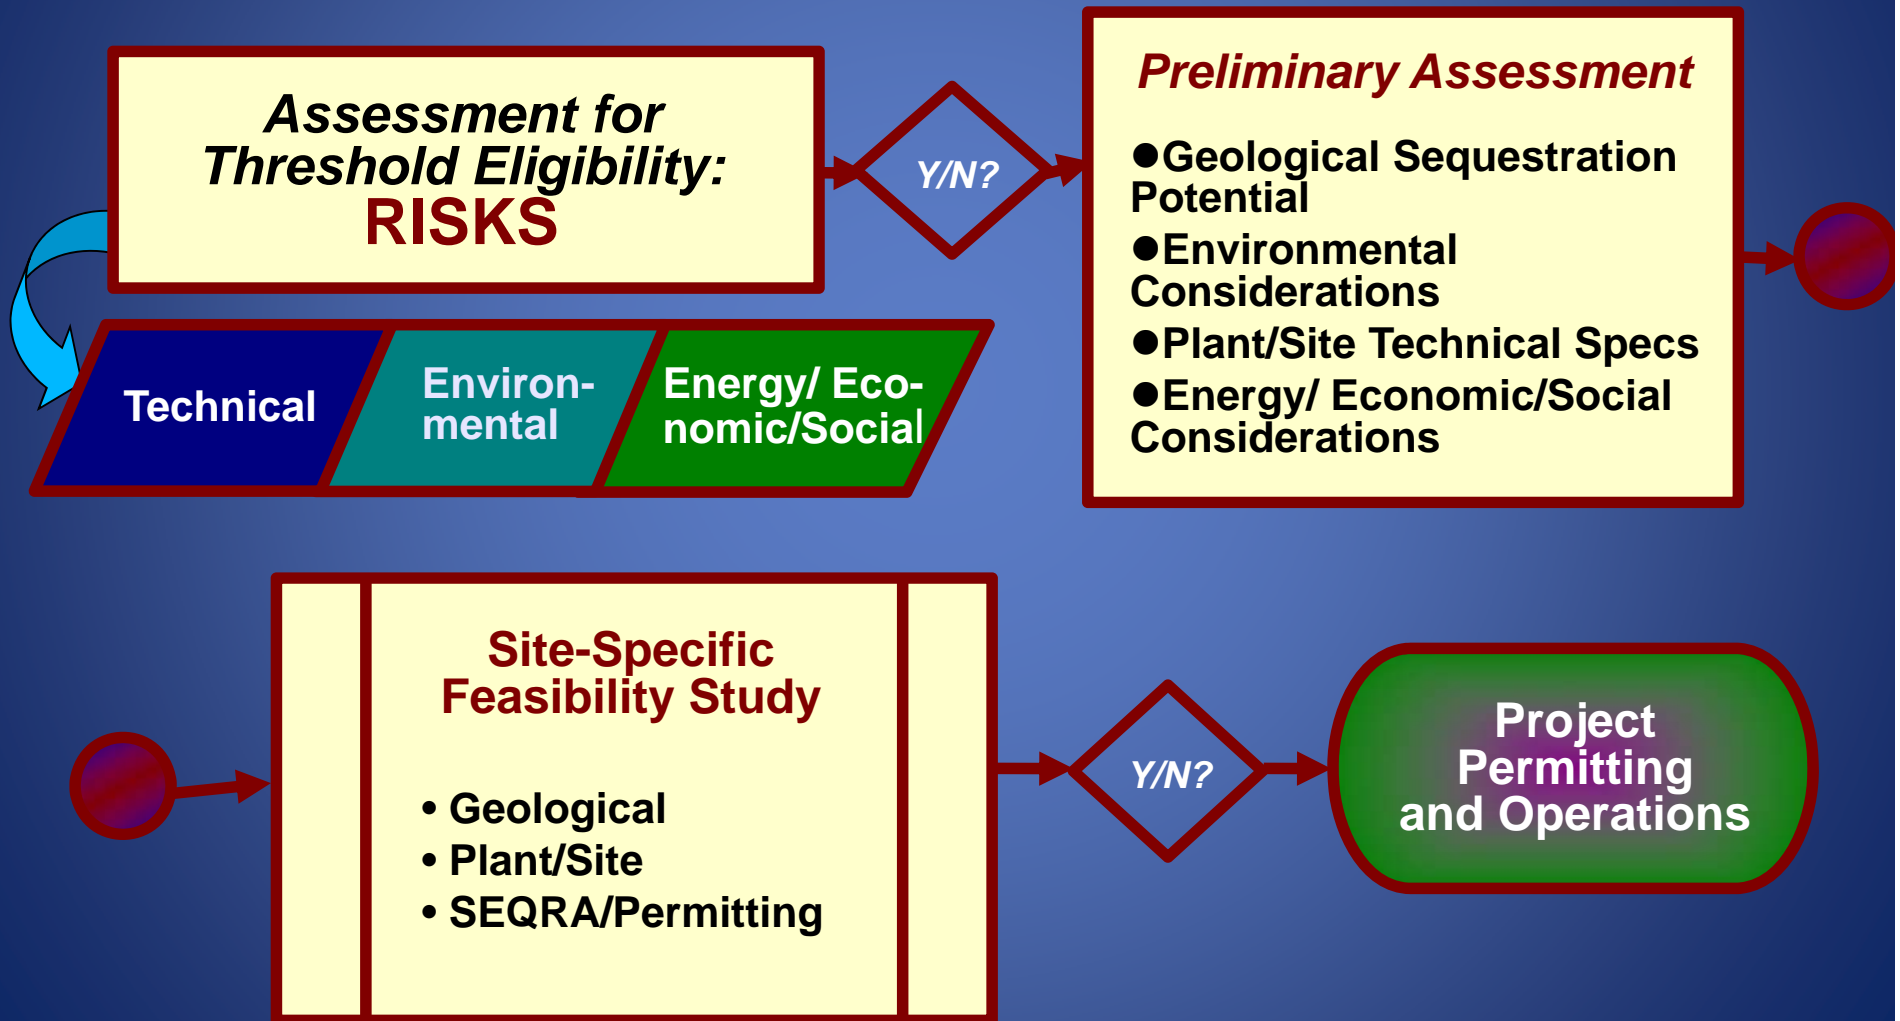 Assessment for
Threshold Eligibility:
RISKS
Y/N?
Preliminary Assessment
●Geological Sequestration
Potential
●Environmental
Considerations
●Plant/Site Technical Specs
●Energy/ Economic/Social
Considerations
Technical
Environ-
mental
Energy/ Eco-
nomic/Social
Site-Specific
Feasibility Study
• Geological
• Plant/Site
• SEQRA/Permitting
Y/N?
Project
Permitting
and Operations